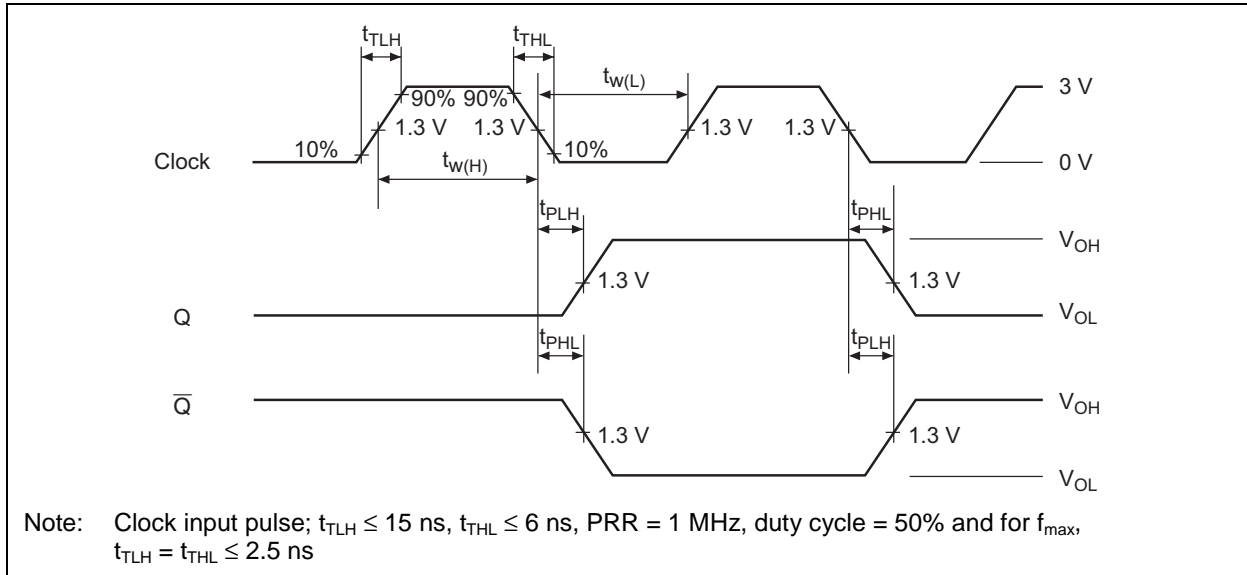 tTLH tTHL
tw(L)
90% 90% 3 V
1.3 V 1.3 V 1.3 V 1.3 V
10% 10%
Clock 0 V
tw(H)
tPLH tPHL
VOH
1.3 V 1.3 V
Q VOL
tPHL tPLH
Q̅ VOH
1.3 V 1.3 V
VOL
Note: Clock input pulse; tTLH ≤ 15 ns, tTHL ≤ 6 ns, PRR = 1 MHz, duty cycle = 50% and for fmax,
tTLH = tTHL ≤ 2.5 ns